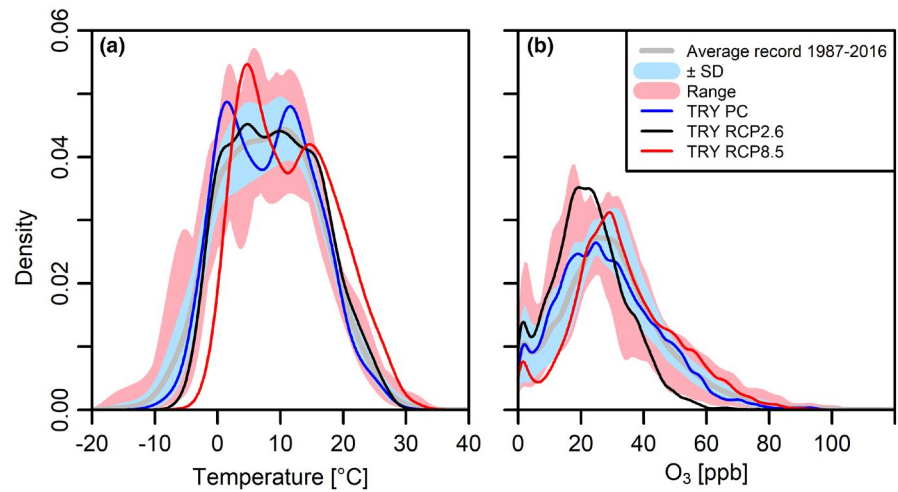 (a)
(b)
Average record 1987-2016
± SD
Range
TRY PC
TRY RCP2.6
TRY RCP8.5
Density
0.06
0.04
0.02
0.00
-20 -10 0 10 20 30 40
0 20 40 60 80 100
Temperature [°C]
O₃ [ppb]